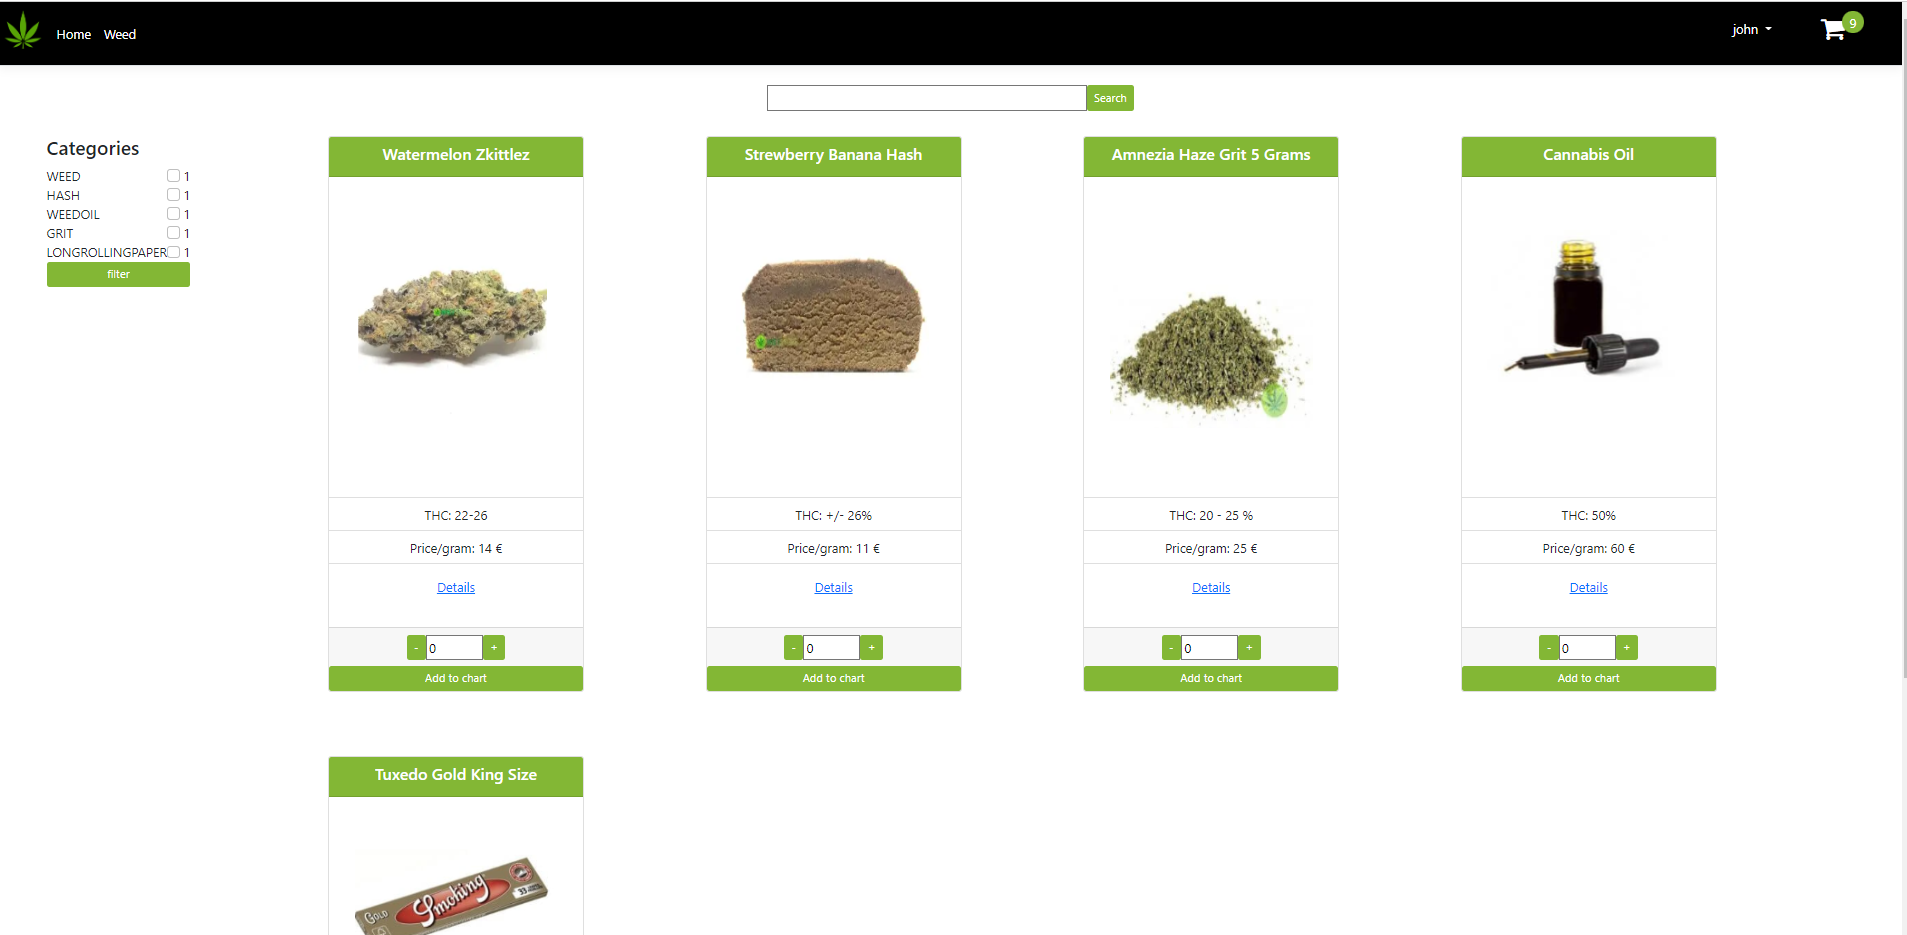 Home Weed
john
9
Search
Categories
WEED 1
HASH 1
WEEDOIL 1
GRIT 1
LONGROLLINGPAPER 1
filter
Watermelon Zkittlez
THC: 22-26
Price/gram: 14 €
Details
- 0 +
Add to chart
Strewberry Banana Hash
THC: +/- 26%
Price/gram: 11 €
Details
- 0 +
Add to chart
Amnezia Haze Grit 5 Grams
THC: 20 - 25 %
Price/gram: 25 €
Details
- 0 +
Add to chart
Cannabis Oil
THC: 50%
Price/gram: 60 €
Details
- 0 +
Add to chart
Tuxedo Gold King Size
Smoking
GOLD
33